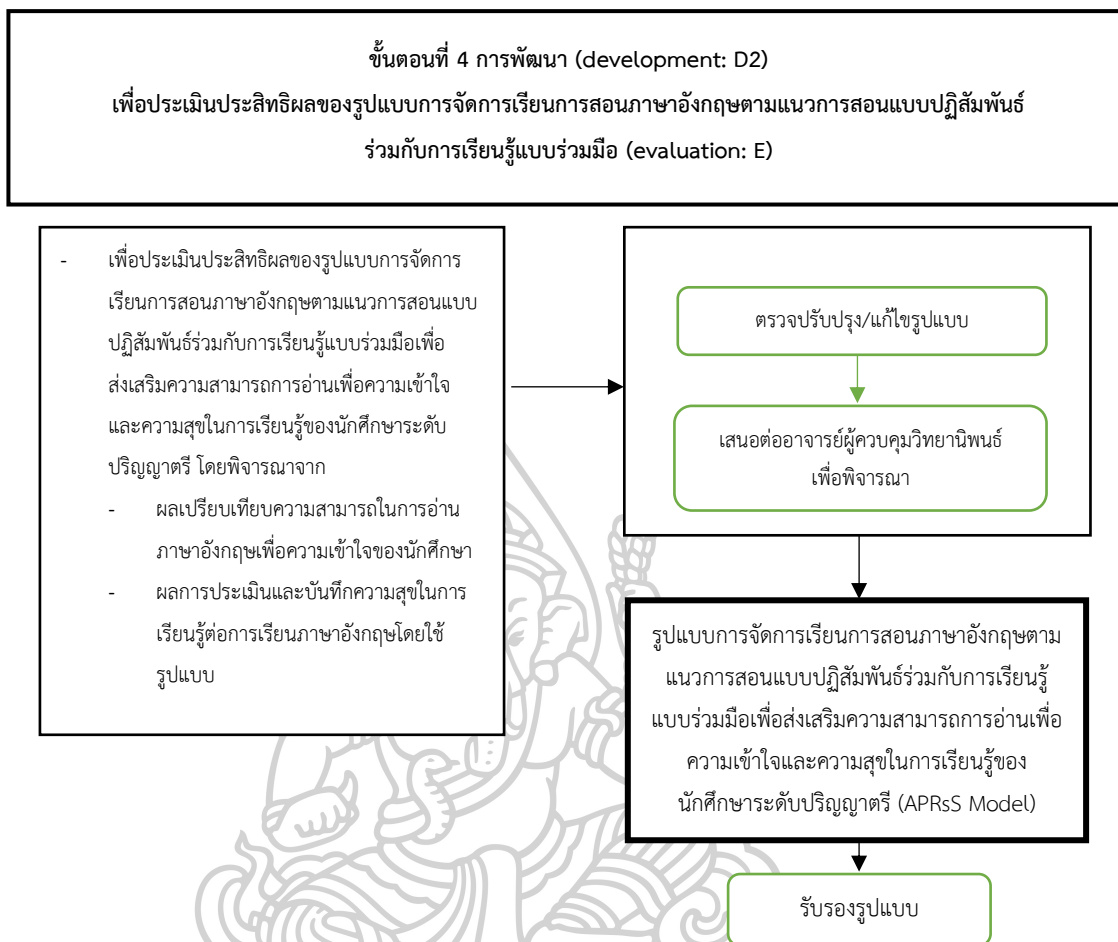 ขั้นตอนที่ 4 การพัฒนา (development: D2)
เพื่อประเมินประสิทธิผลของรูปแบบการจัดการเรียนการสอนภาษาอังกฤษตามแนวการสอนแบบปฏิสัมพันธ์
ร่วมกับการเรียนรู้แบบร่วมมือ (evaluation: E)
- เพื่อประเมินประสิทธิผลของรูปแบบการจัดการ
เรียนการสอนภาษาอังกฤษตามแนวการสอนแบบ
ปฏิสัมพันธ์ร่วมกับการเรียนรู้แบบร่วมมือเพื่อ
ส่งเสริมความสามารถการอ่านเพื่อความเข้าใจ
และความสุขในการเรียนรู้ของนักศึกษาระดับ
ปริญญาตรี โดยพิจารณาจาก
- ผลเปรียบเทียบความสามารถในการอ่าน
ภาษาอังกฤษเพื่อความเข้าใจของนักศึกษา
- ผลการประเมินและบันทึกความสุขในการ
เรียนรู้ต่อการเรียนภาษาอังกฤษโดยใช้
รูปแบบ
ตรวจปรับปรุง/แก้ไขรูปแบบ
เสนอต่ออาจารย์ผู้ควบคุมวิทยานิพนธ์
เพื่อพิจารณา
รูปแบบการจัดการเรียนการสอนภาษาอังกฤษตาม
แนวการสอนแบบปฏิสัมพันธ์ร่วมกับการเรียนรู้
แบบร่วมมือเพื่อส่งเสริมความสามารถการอ่านเพื่อ
ความเข้าใจและความสุขในการเรียนรู้ของ
นักศึกษาระดับปริญญาตรี (APRsS Model)
รับรองรูปแบบ